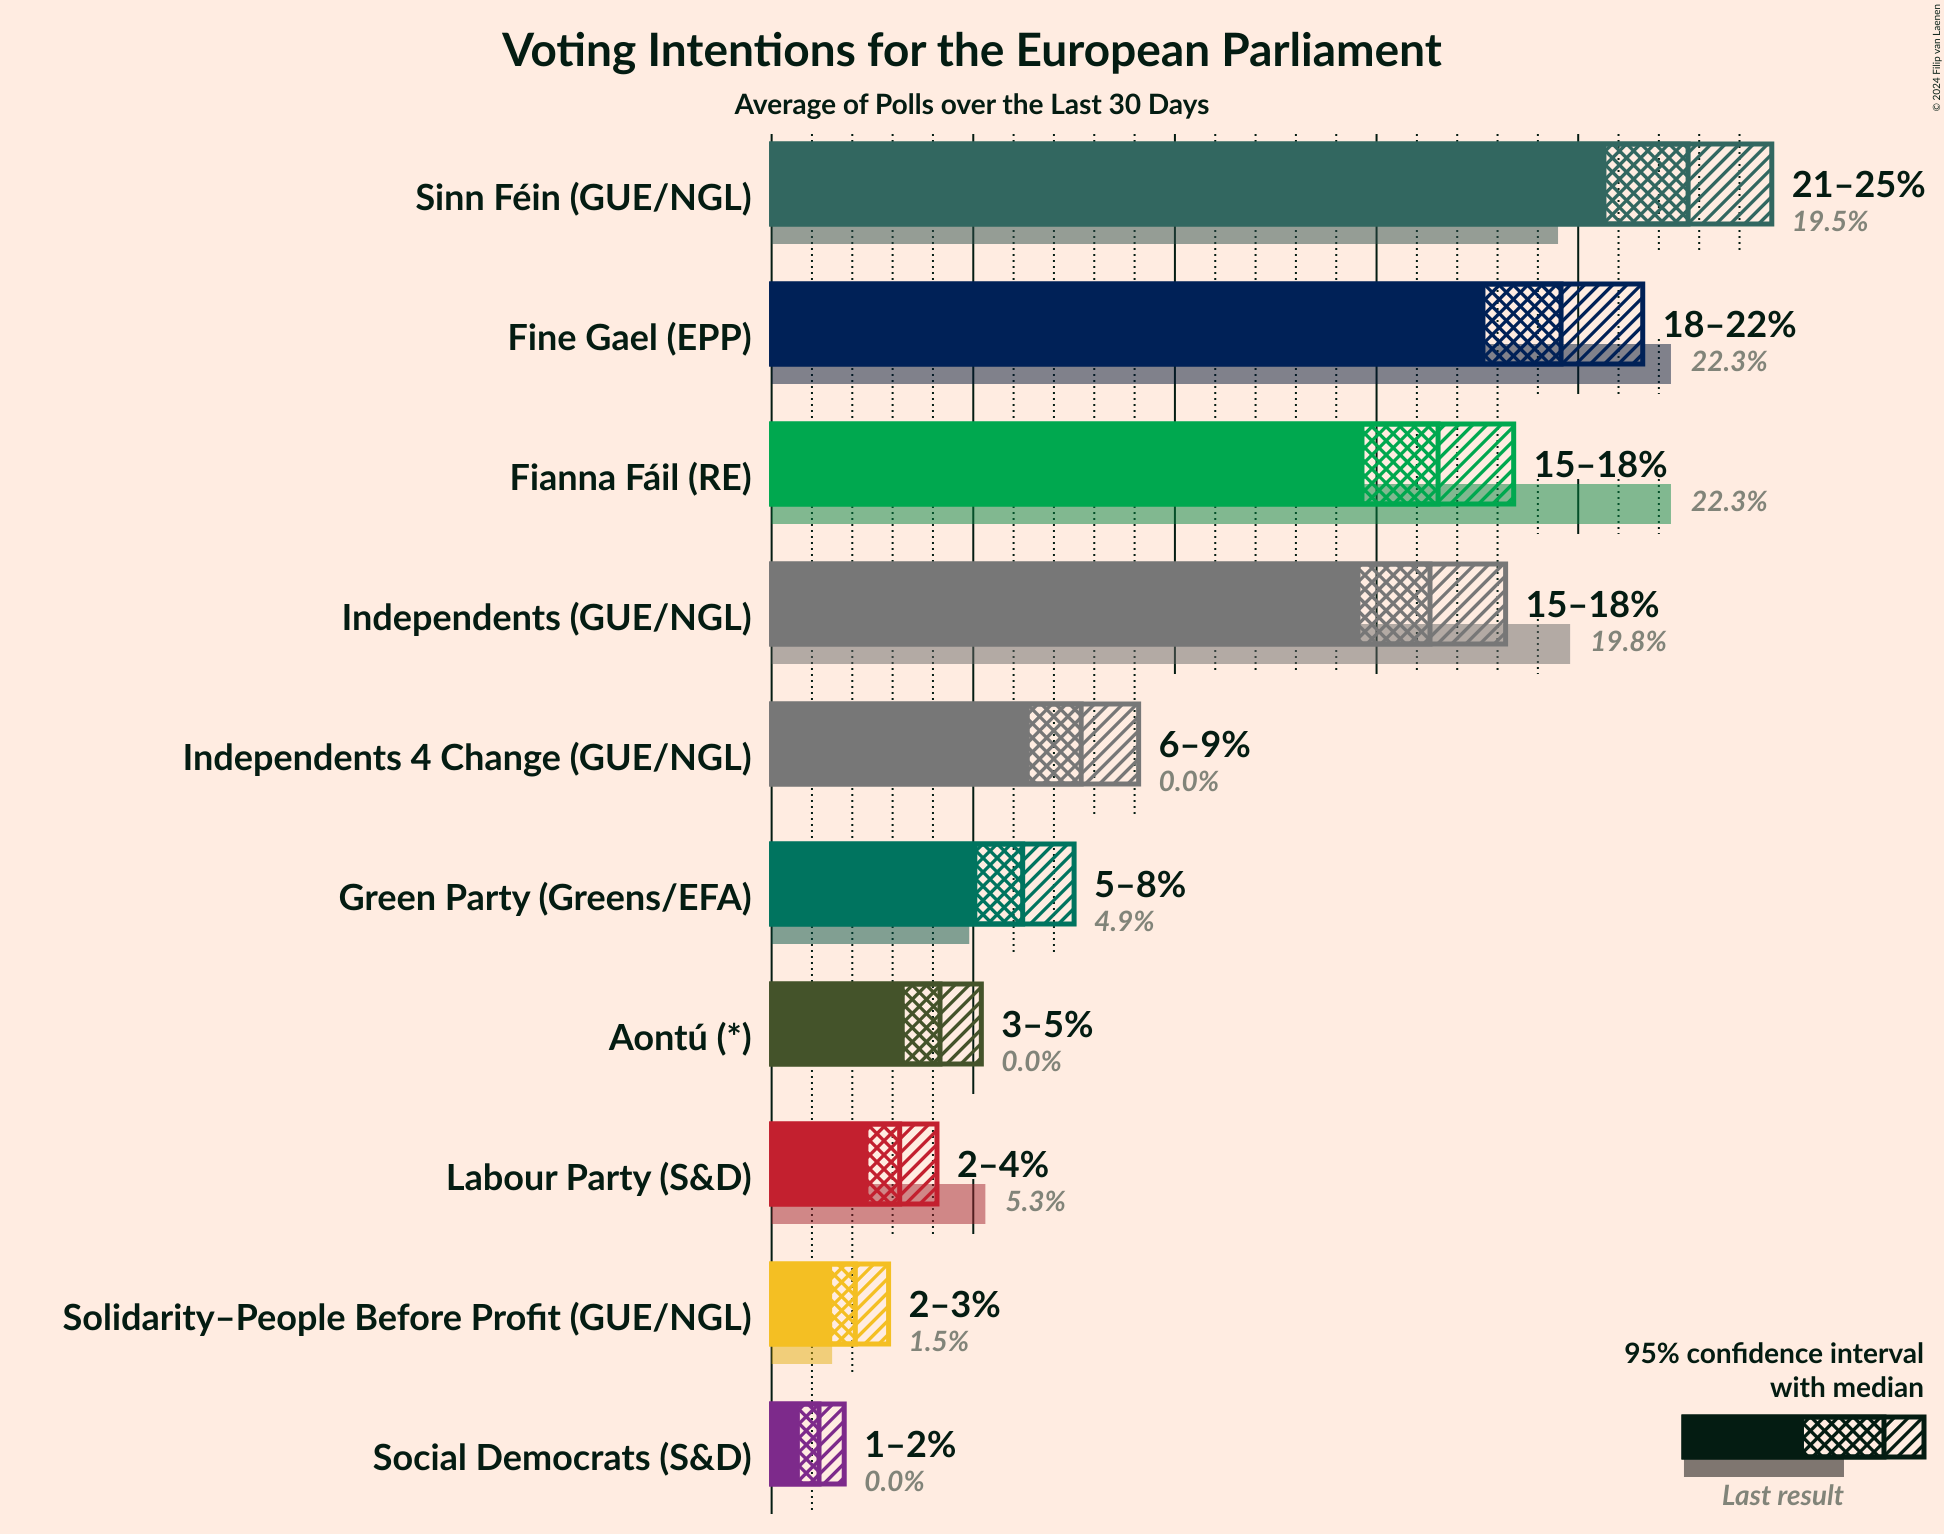 Voting Intentions for the European Parliament
Average of Polls over the Last 30 Days
© 2024 Filip van Laenen
Sinn Féin (GUE/NGL)
21–25%
19.5%
Fine Gael (EPP)
18–22%
22.3%
Fianna Fáil (RE)
15–18%
22.3%
Independents (GUE/NGL)
15–18%
19.8%
Independents 4 Change (GUE/NGL)
6–9%
0.0%
Green Party (Greens/EFA)
5–8%
4.9%
Aontú (*)
3–5%
0.0%
Labour Party (S&D)
2–4%
5.3%
Solidarity–People Before Profit (GUE/NGL)
2–3%
1.5%
Social Democrats (S&D)
1–2%
0.0%
95% confidence interval
with median
Last result